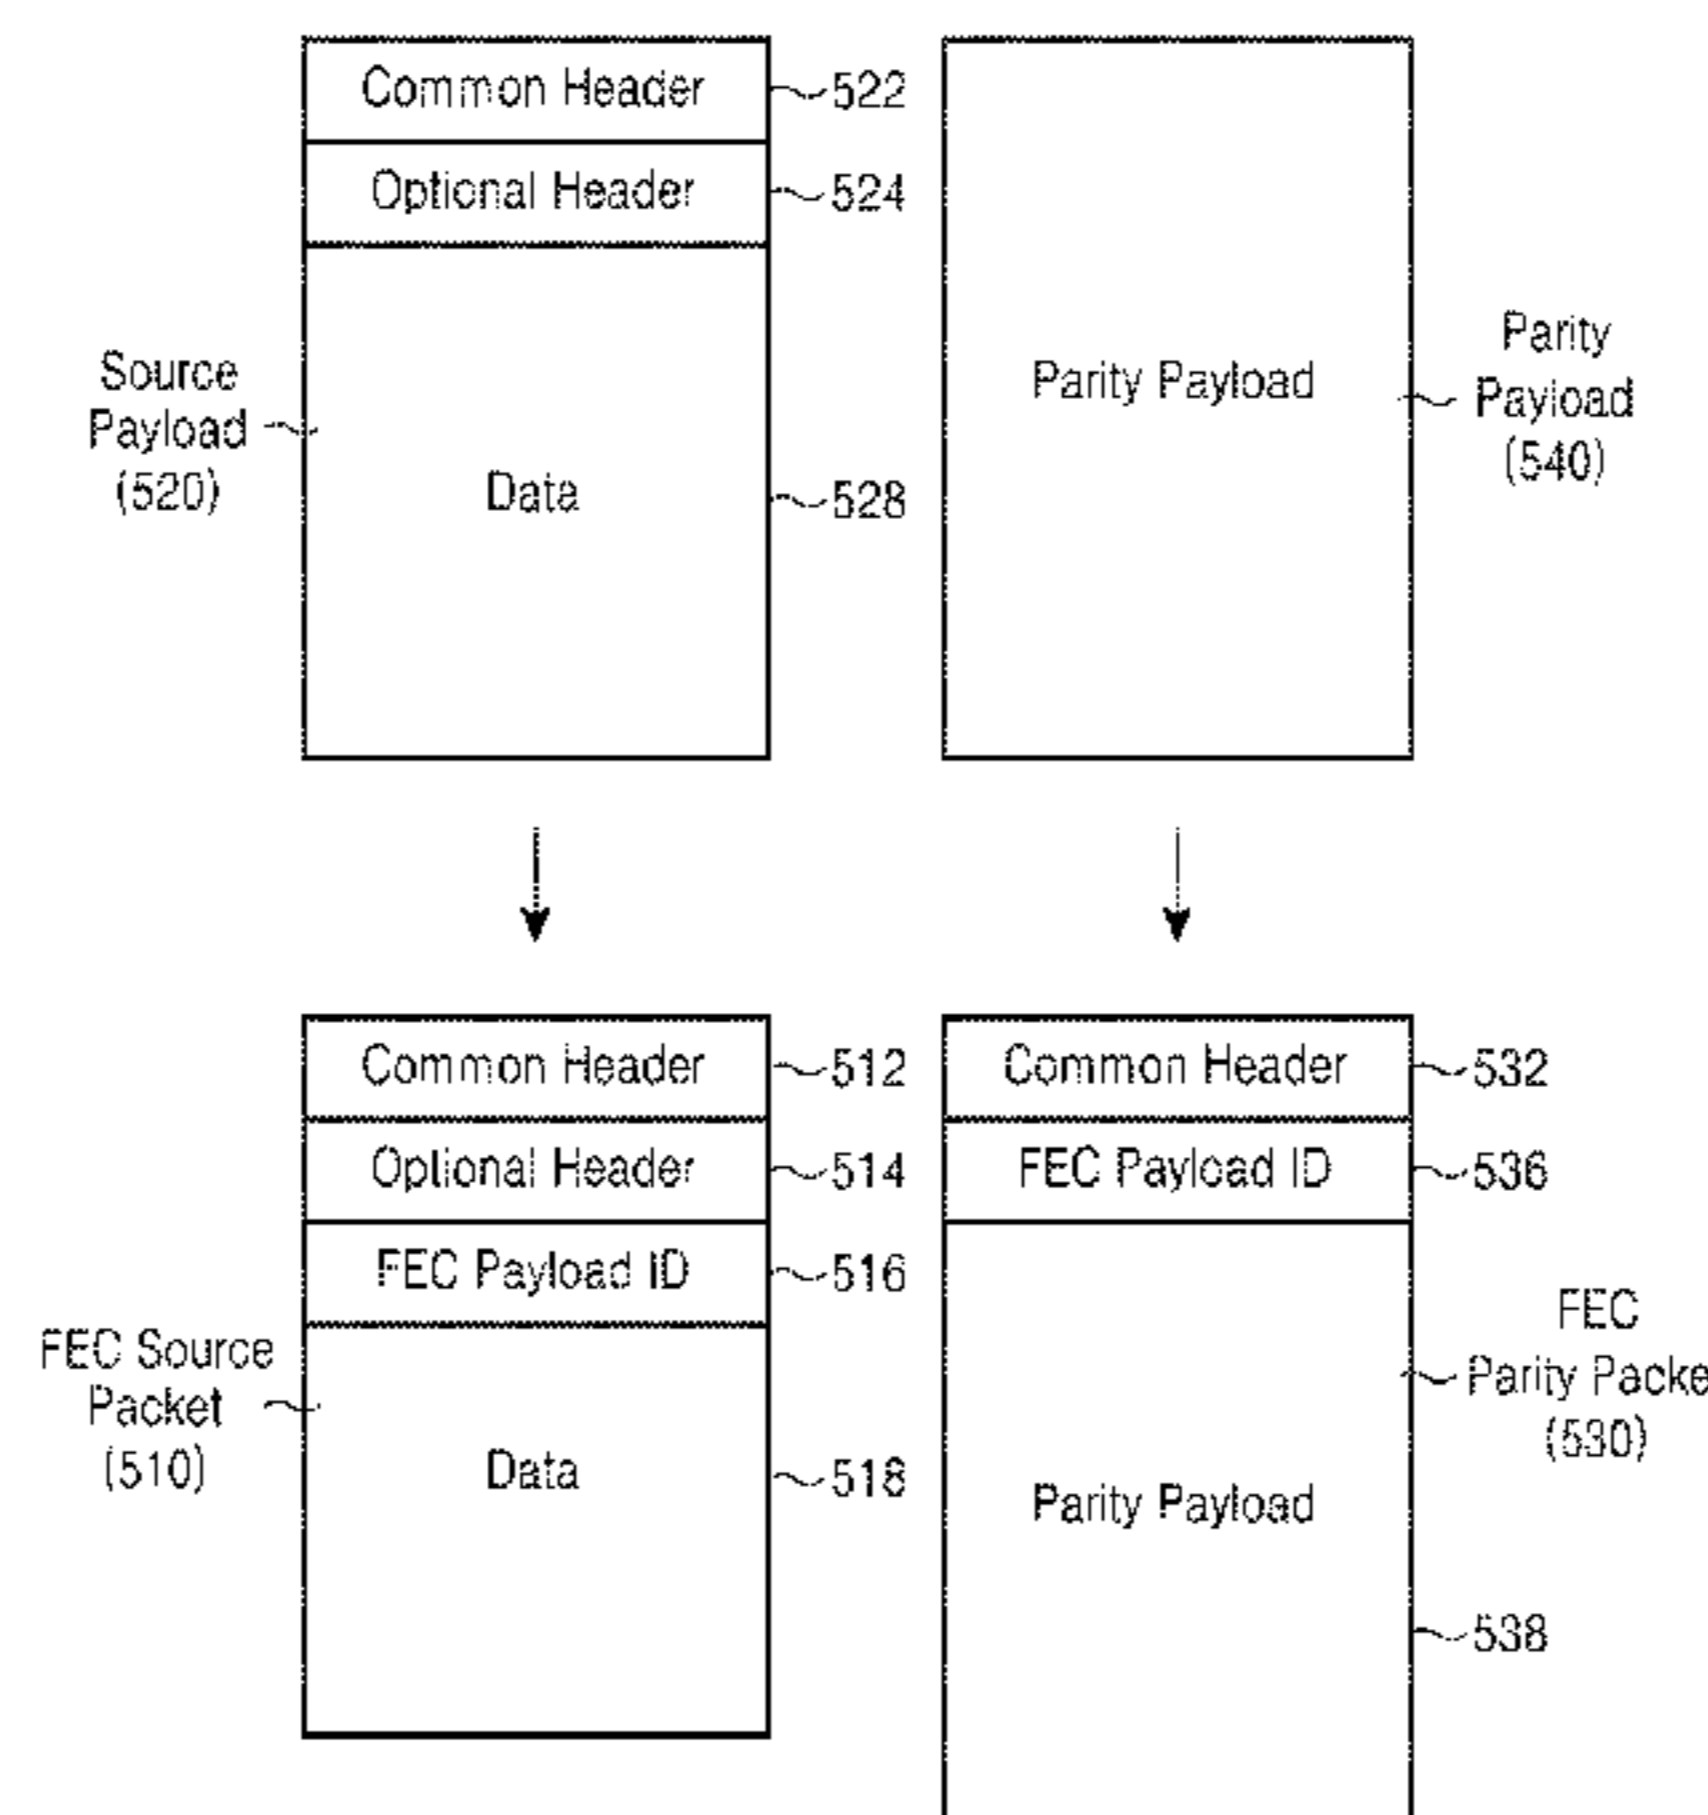 Common Header
522
Optional Header
524
Source
Payload
(520)
Data
528
Parity Payload
Parity
Payload
(540)
Common Header
512
Optional Header
514
FEC Payload ID
516
FEC Source
Packet
(510)
Data
518
Common Header
532
FEC Payload ID
536
FEC
Parity Packe
(530)
Parity Payload
538